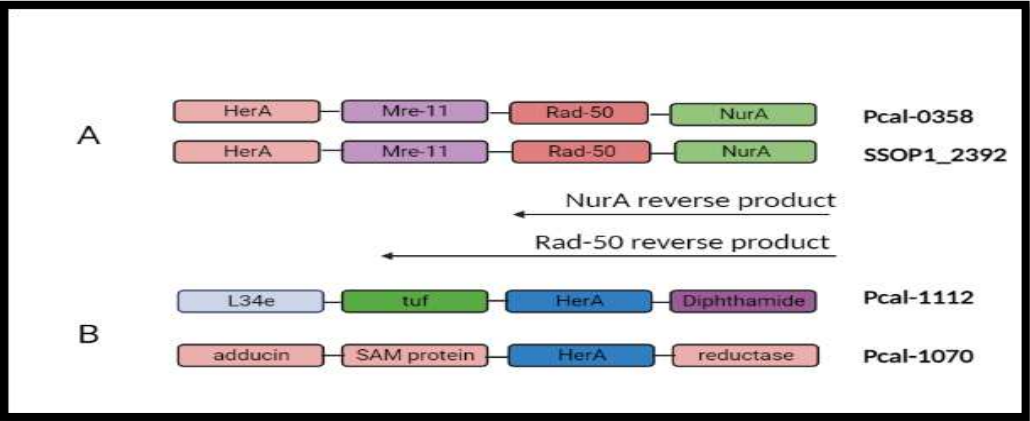 HerA Mre-11 Rad-50 NurA Pcal-0358
A
HerA Mre-11 Rad-50 NurA SSOP1_2392
NurA reverse product
Rad-50 reverse product
L34e tuf HerA Diphthamide Pcal-1112
B
adducin SAM protein HerA reductase Pcal-1070